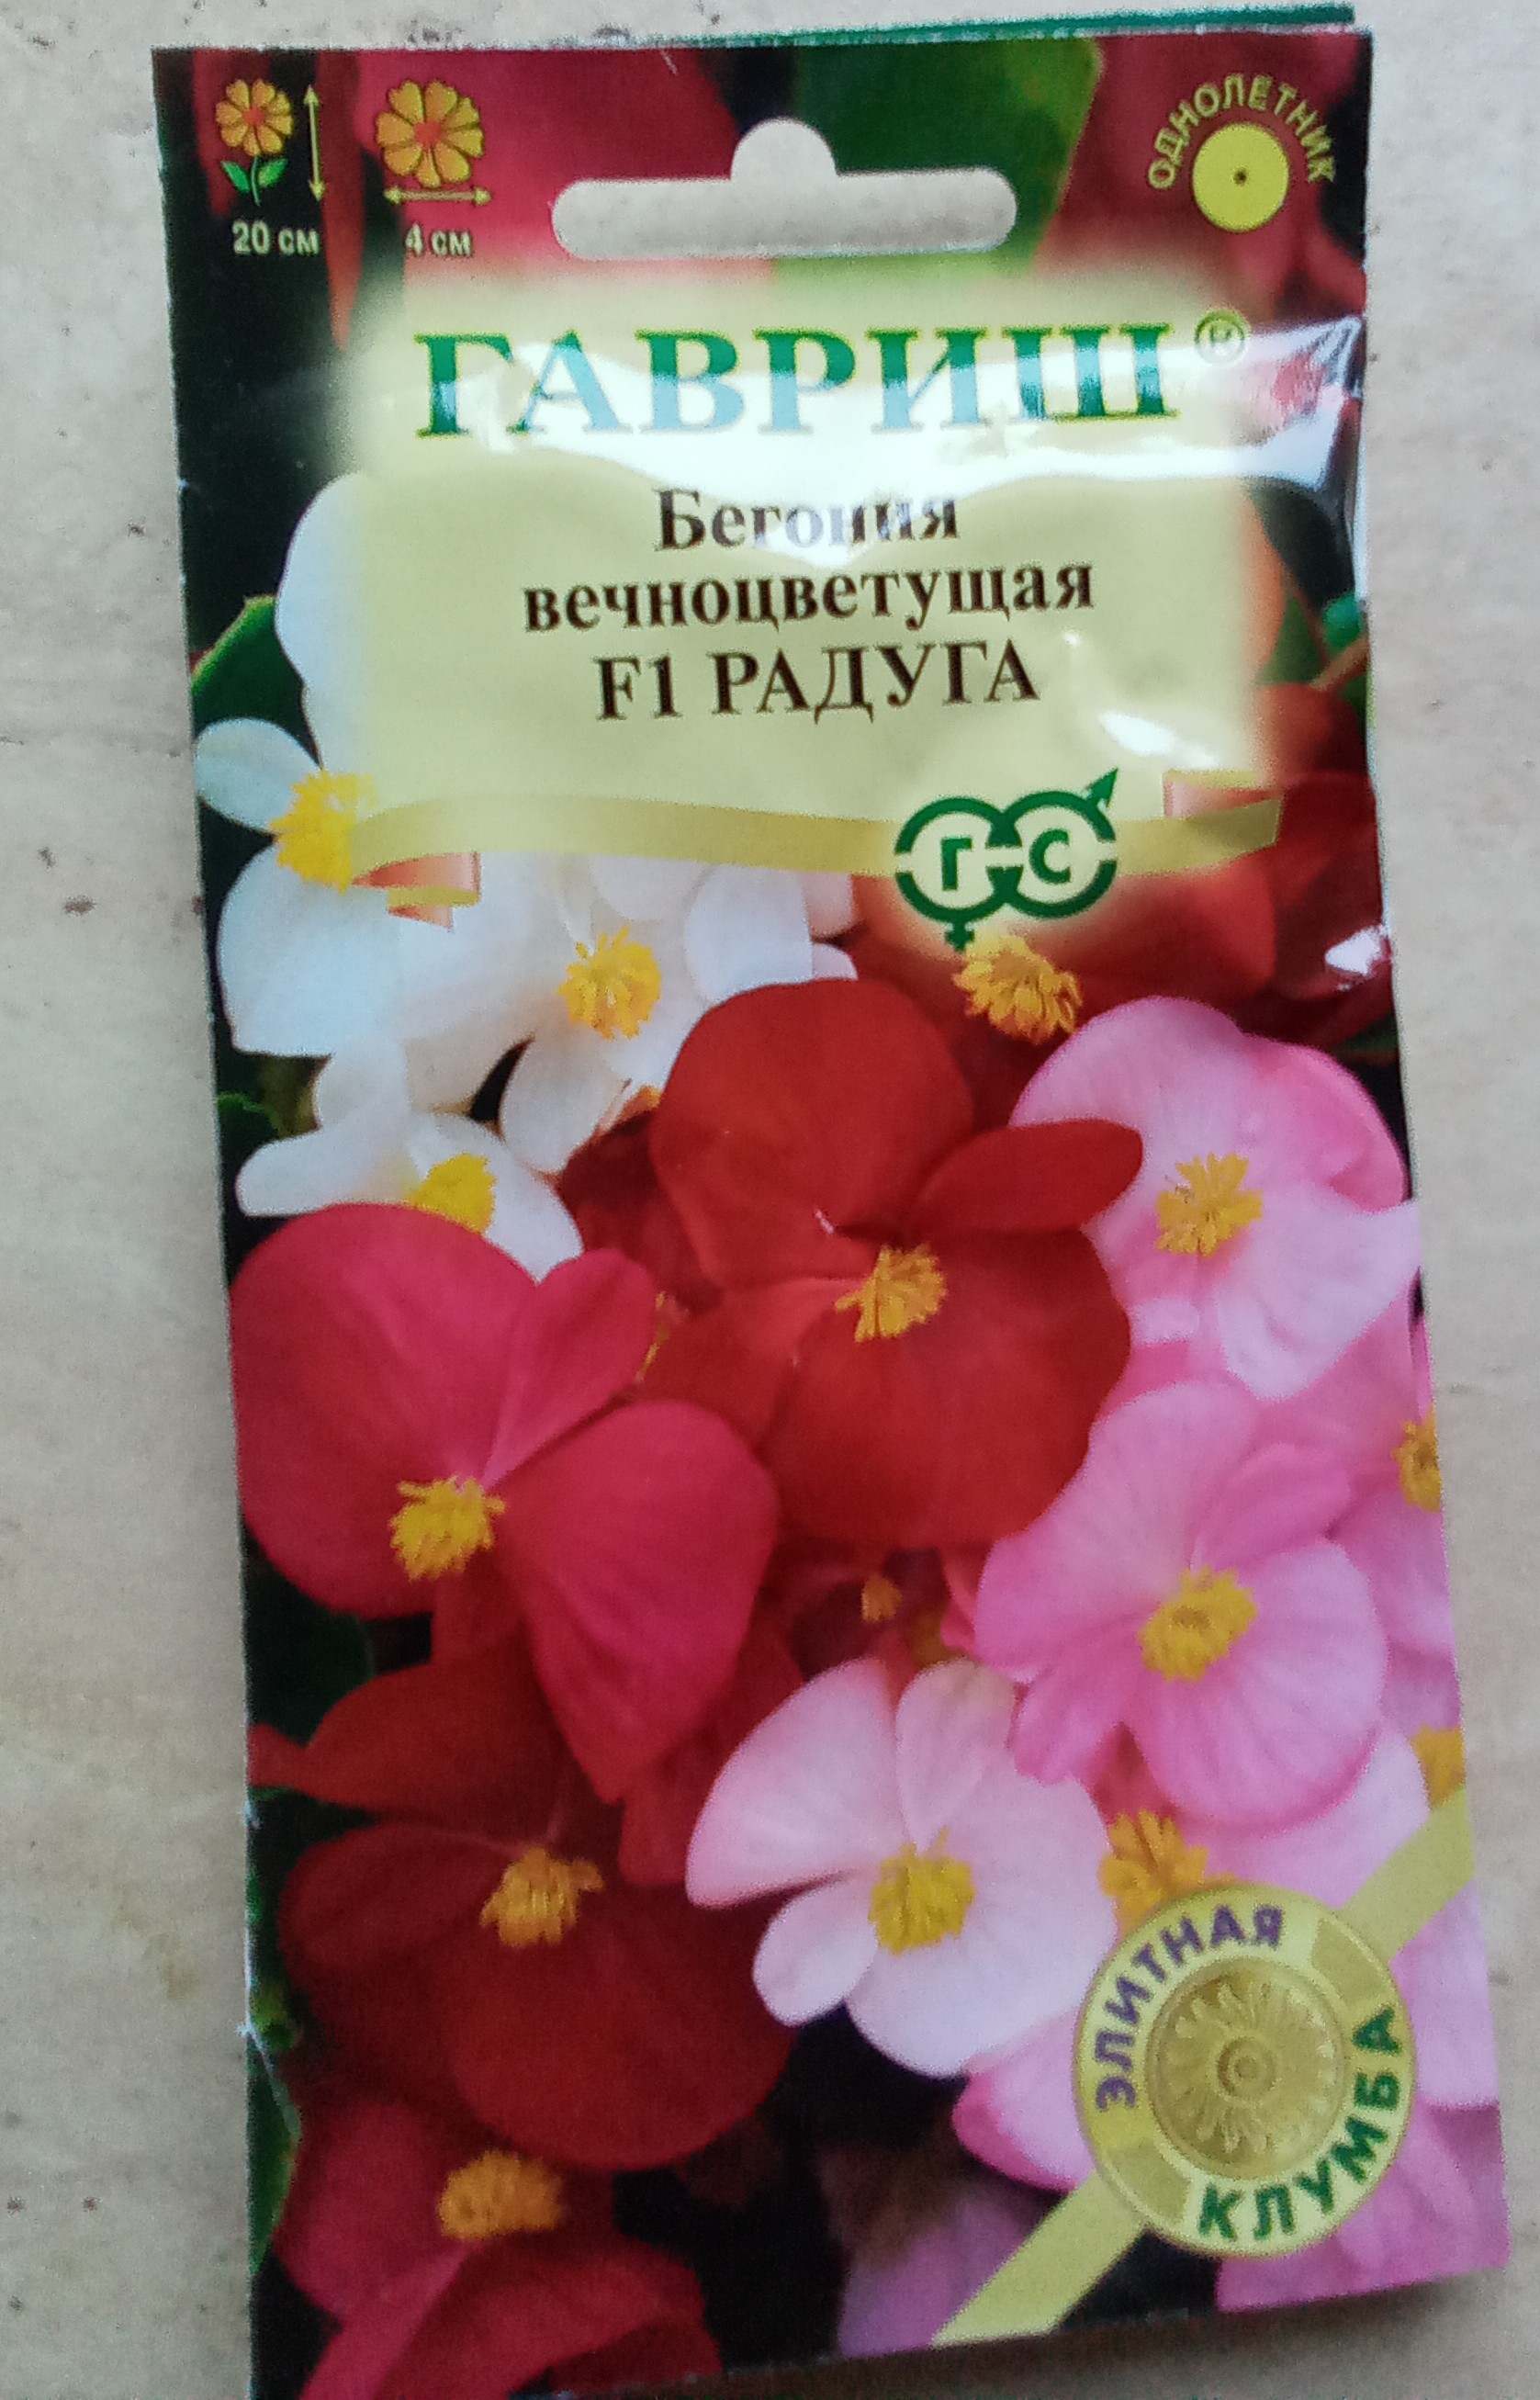 20 см
4 см
ОДНОЛЕТНИК
ГАВРИШ®
Бегония
вечноцветущая
F1 РАДУГА
ГС
ЭЛИТНАЯ
КЛУМБА